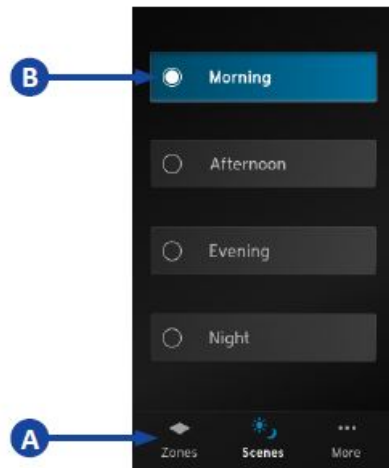 B
Morning
Afternoon
Evening
Night
A
Zones Scenes More